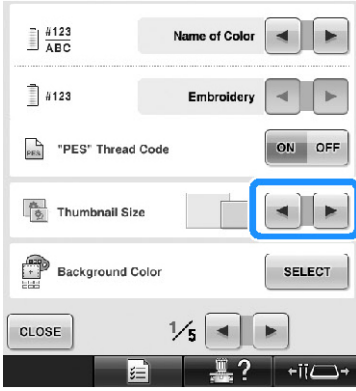 #123
ABC
Name of Color
#123
Embroidery
PES
"PES" Thread Code
ON OFF
Thumbnail Size
Background Color
SELECT
CLOSE
1/5
?